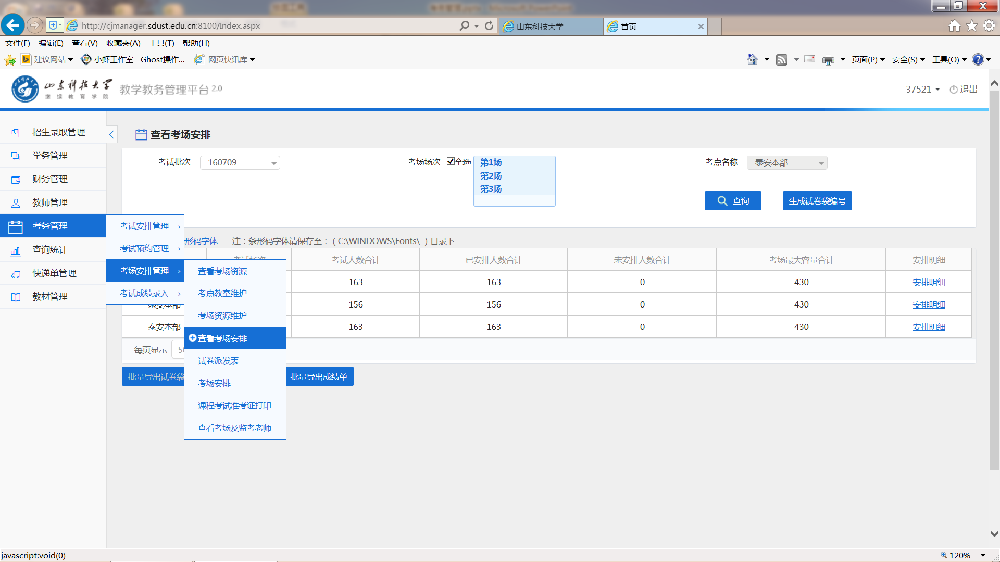 http://cjmanager.sdust.edu.cn:8100/Index.aspx
山东科技大学
首页
文件(F) 编辑(E) 查看(V) 收藏夹(A) 工具(T) 帮助(H)
建议网站 小虾工作室 - Ghost操作... 网页快讯库
页面(P) 安全(S) 工具(O)
山东科技大学
继续教育学院
教学教务管理平台 2.0
37521 退出
招生录取管理
学务管理
财务管理
教师管理
考务管理
查询统计
快递单管理
教材管理
考试安排管理
考试预约管理
考场安排管理
考试成绩录入
查看考场资源
考点教室维护
考场资源维护
查看考场安排
试卷派发表
考场安排
课程考试准考证打印
查看考场及监考老师
查看考场安排
考试批次 160709
考场场次 全选
第1场
第2场
第3场
考点名称 泰安本部
查询 生成试卷袋编号
形码字体 注：条形码字体请保存至：（ C:\WINDOWS\Fonts\ ）目录下
考试场次 考试人数合计 已安排人数合计 未安排人数合计 考场最大容量合计 安排明细
163 163 0 430 安排明细
泰安本部 156 156 0 430 安排明细
泰安本部 163 163 0 430 安排明细
每页显示
批量导出试卷袋 批量导出成绩单
javascript:void(0)
120%